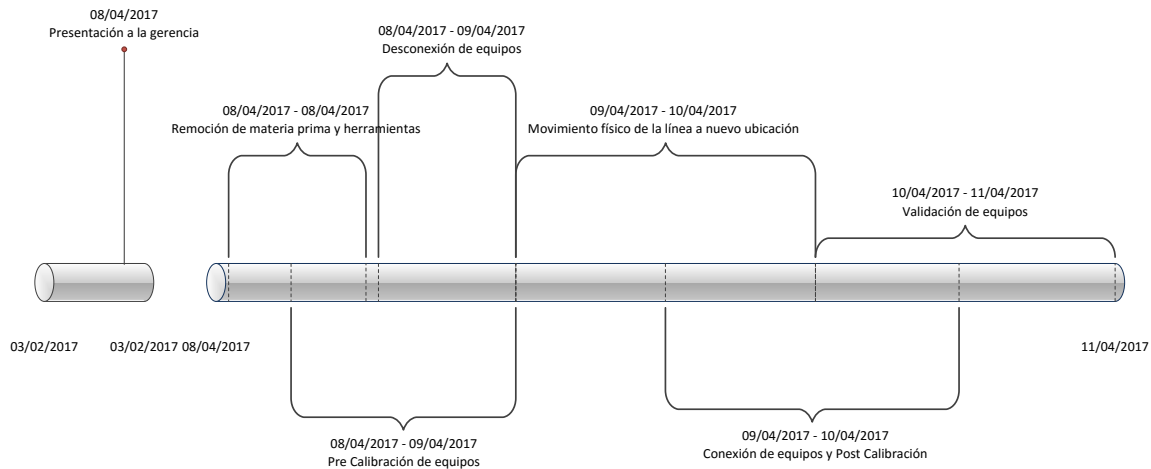 08/04/2017
Presentación a la gerencia
08/04/2017 - 09/04/2017
Desconexión de equipos
08/04/2017 - 08/04/2017
Remoción de materia prima y herramientas
09/04/2017 - 10/04/2017
Movimiento físico de la línea a nuevo ubicación
10/04/2017 - 11/04/2017
Validación de equipos
03/02/2017
03/02/2017
08/04/2017
11/04/2017
08/04/2017 - 09/04/2017
Pre Calibración de equipos
09/04/2017 - 10/04/2017
Conexión de equipos y Post Calibración